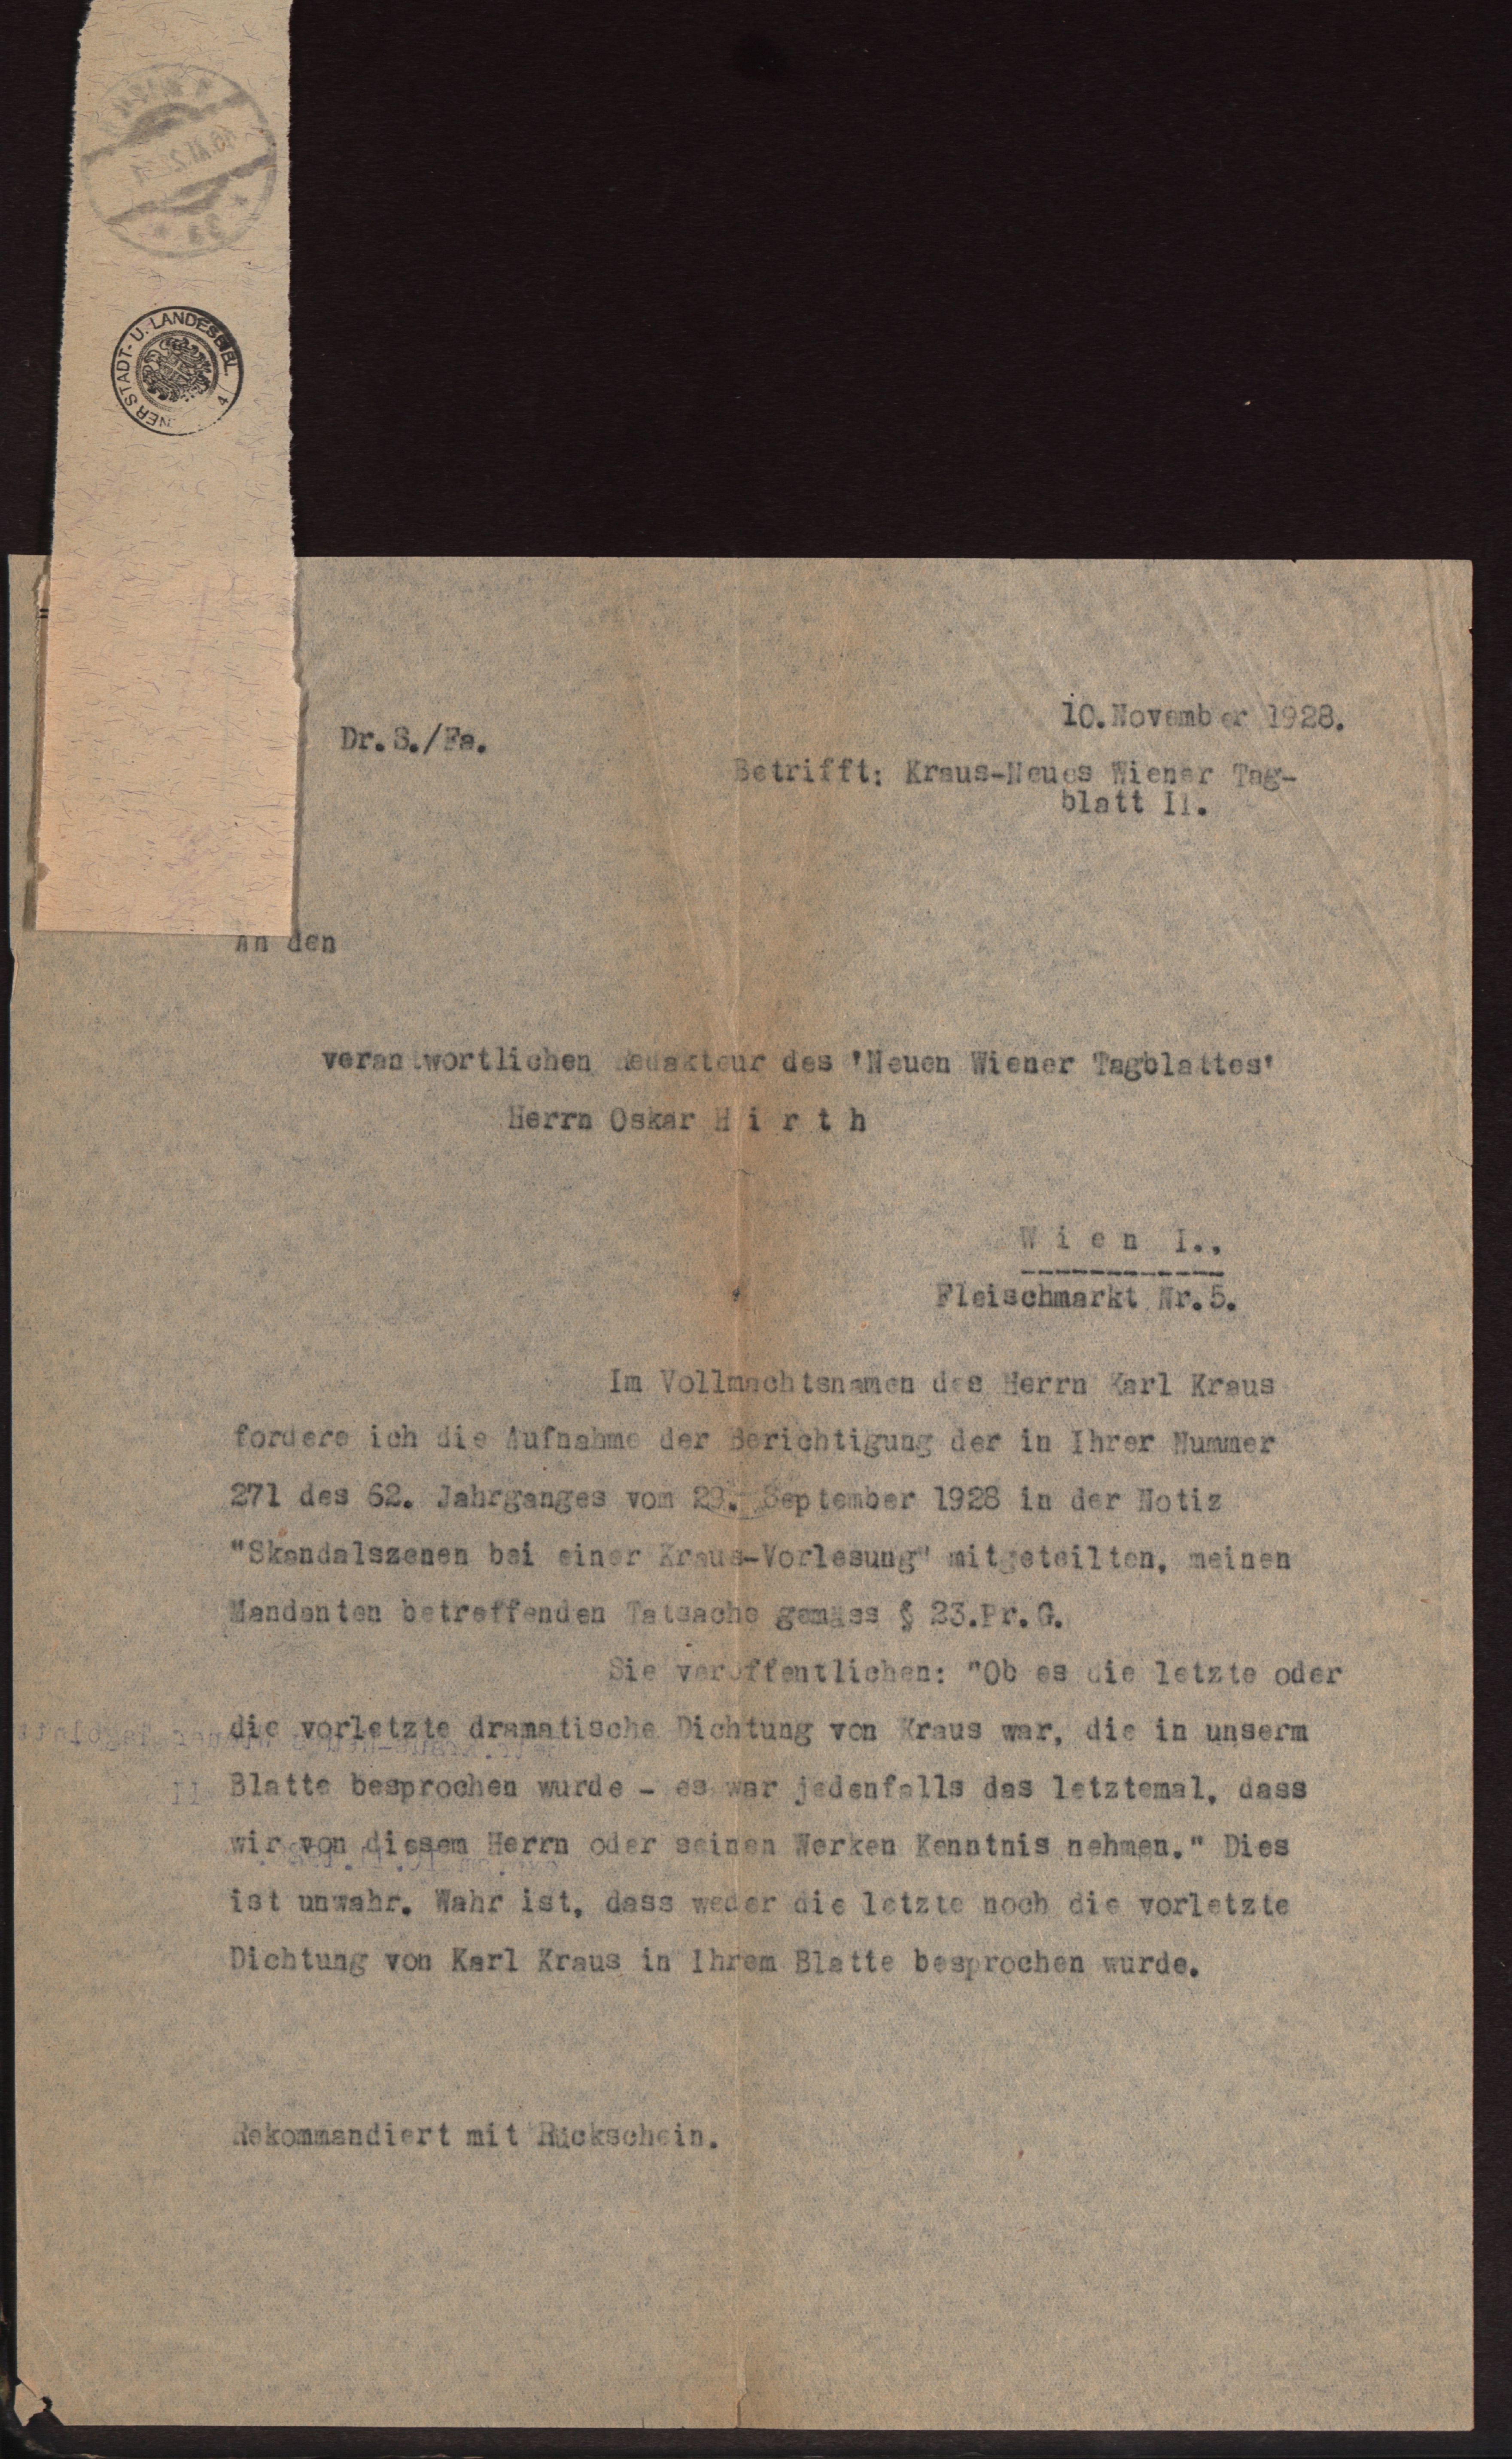 NER STADT- U. LANDESBIBL.
10.November 1928.
Dr.S./Fa.
Betrifft: Kraus-Neues Wiener Tag-
blatt II.
An den
verantwortlichen Redakteur des 'Neuen Wiener Tagblattes'
Herrn Oskar H i r t h
W i e n I.,
Fleischmarkt Nr.5.
Im Vollmachtsnamen des Herrn Karl Kraus
fordere ich die Aufnahme der Berichtigung der in Ihrer Nummer
271 des 62. Jahrganges vom 29. September 1928 in der Notiz
"Skandalszenen bei einer Kraus-Vorlesung" mitgeteilten, meinen
Mandanten betreffenden Tatsache gemäss § 23.Pr.G.
Sie veröffentlichen: "Ob es die letzte oder
die vorletzte dramatische Dichtung von Kraus war, die in unserm
Blatte besprochen wurde - es war jedenfalls das letztemal, dass
wir von diesem Herrn oder seinen Werken Kenntnis nehmen." Dies
ist unwahr. Wahr ist, dass weder die letzte noch die vorletzte
Dichtung von Karl Kraus in Ihrem Blatte besprochen wurde.
Rekommandiert mit Rückschein.